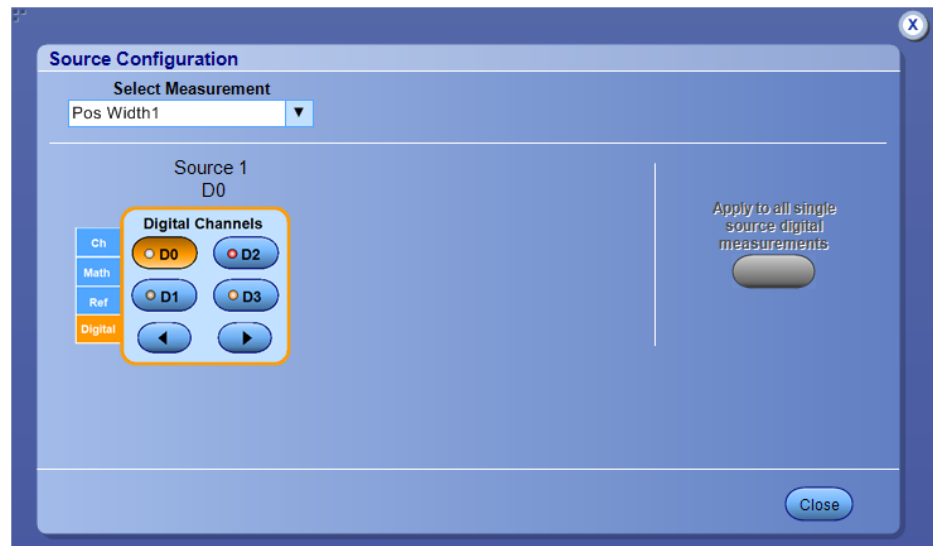 X
Source Configuration
Select Measurement
Pos Width1
Source 1
D0
Digital Channels
Ch
Math
Ref
Digital
D0
D2
D1
D3
Apply to all single
source digital
measurements
Close